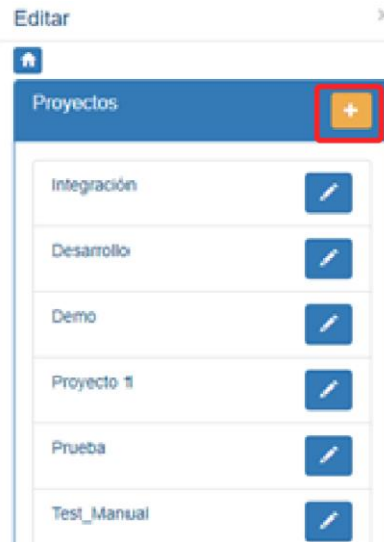 Editar
Proyectos
Integración
Desarrollo
Demo
Proyecto 1
Prueba
Test_Manual